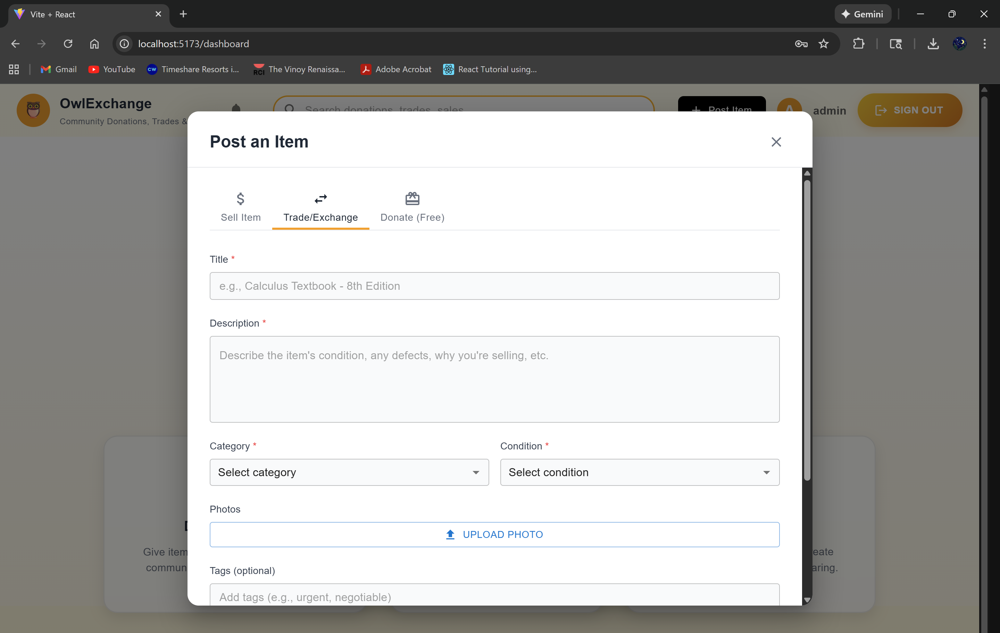 Vite + React
Gemini
localhost:5173/dashboard
Gmail
YouTube
CW
Timeshare Resorts i...
RCI
The Vinoy Renaissa...
Adobe Acrobat
React Tutorial using...
OwlExchange
Community Donations, Trades &
Search donations, trades, sales
Post Item
A
admin
SIGN OUT
Post an Item
$
Sell Item
Trade/Exchange
Donate (Free)
Title *
e.g., Calculus Textbook - 8th Edition
Description *
Describe the item's condition, any defects, why you're selling, etc.
Category *
Condition *
Select category
Select condition
Photos
UPLOAD PHOTO
Give item
eate
commun
aring.
Tags (optional)
Add tags (e.g., urgent, negotiable)